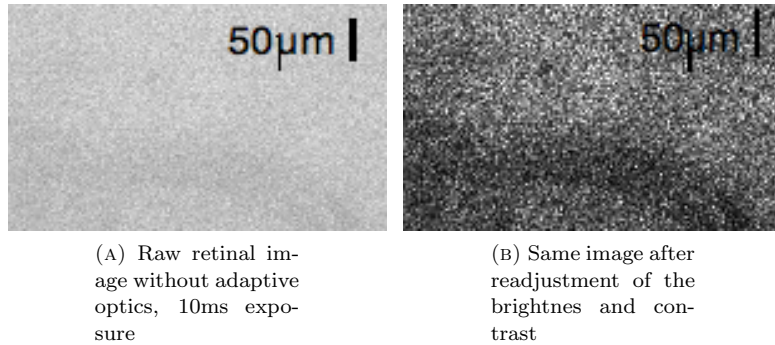 50µm
50µm
(A) Raw retinal im-
age without adaptive
optics, 10ms expo-
sure
(B) Same image after
readjustment of the
brightnes and con-
trast